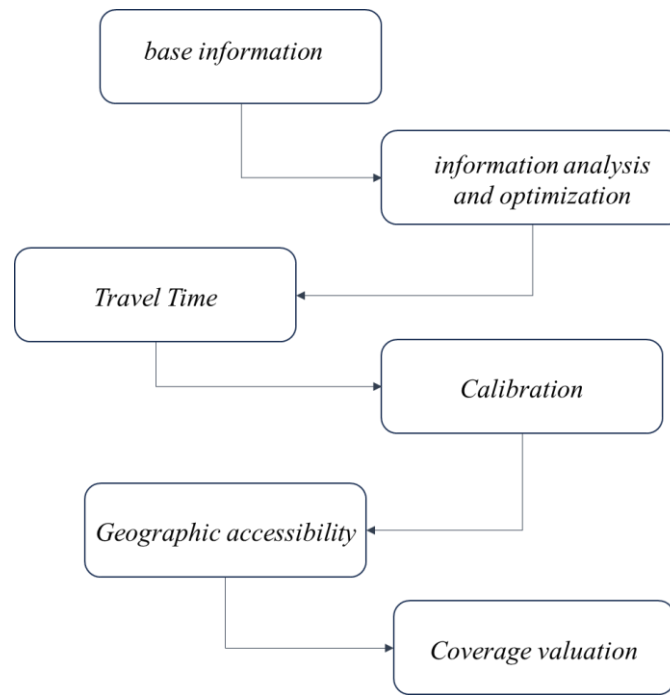 base information
information analysis
and optimization
Travel Time
Calibration
Geographic accessibility
Coverage valuation